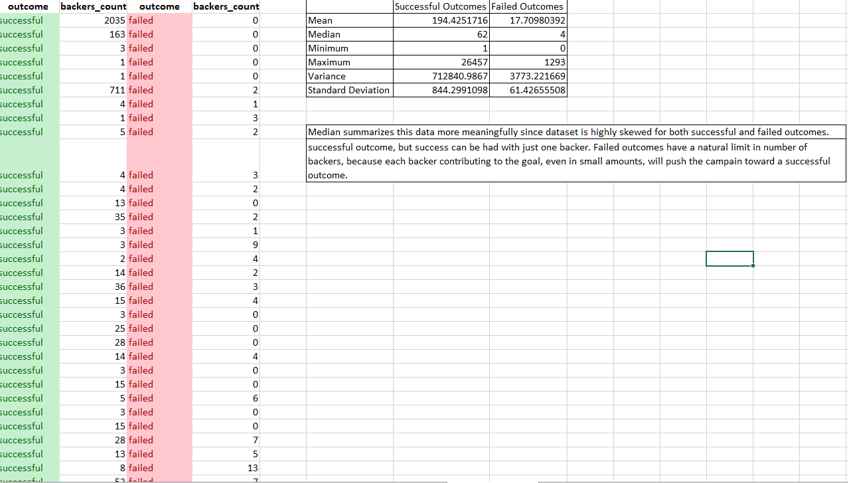 outcome backers_count outcome backers_count Successful Outcomes Failed Outcomes
successful 2035 failed 0 Mean 194.4251716 17.70980392
successful 163 failed 0 Median 62 4
successful 3 failed 0 Minimum 1 0
successful 1 failed 0 Maximum 26457 1293
successful 1 failed 0 Variance 712840.9867 3773.221669
successful 711 failed 2 Standard Deviation 844.2991098 61.42655508
successful 4 failed 1
successful 1 failed 3
successful 5 failed 2 Median summarizes this data more meaningfully since dataset is highly skewed for both successful and failed outcomes.
successful outcome, but success can be had with just one backer. Failed outcomes have a natural limit in number of
backers, because each backer contributing to the goal, even in small amounts, will push the campain toward a successful
successful 4 failed 3 outcome.
successful 4 failed 2
successful 13 failed 0
successful 35 failed 2
successful 3 failed 1
successful 3 failed 9
successful 2 failed 4
successful 14 failed 2
successful 36 failed 3
successful 15 failed 4
successful 3 failed 0
successful 25 failed 0
successful 28 failed 0
successful 14 failed 4
successful 3 failed 0
successful 15 failed 0
successful 5 failed 6
successful 3 failed 0
successful 15 failed 0
successful 28 failed 7
successful 13 failed 5
successful 8 failed 13
successful 52 failed 7